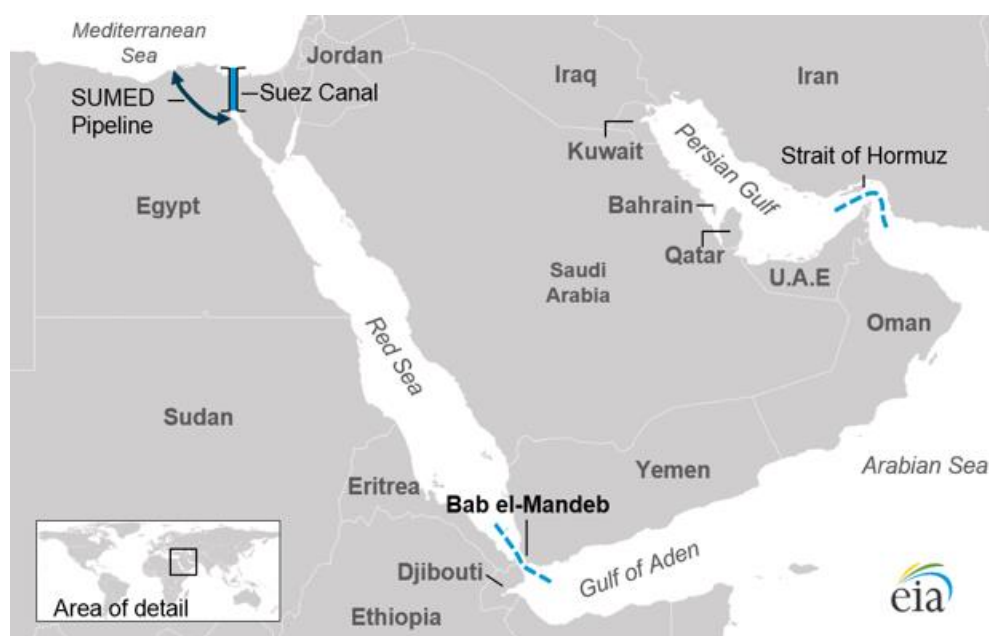 Mediterranean
Sea
Jordan
Iraq
Iran
SUMED
Pipeline
Suez Canal
Kuwait
Persian Gulf
Strait of Hormuz
Egypt
Bahrain
Qatar
Saudi
Arabia
U.A.E
Oman
Red Sea
Sudan
Yemen
Arabian Sea
Eritrea
Bab el-Mandeb
Djibouti
Gulf of Aden
Ethiopia
Area of detail
eia